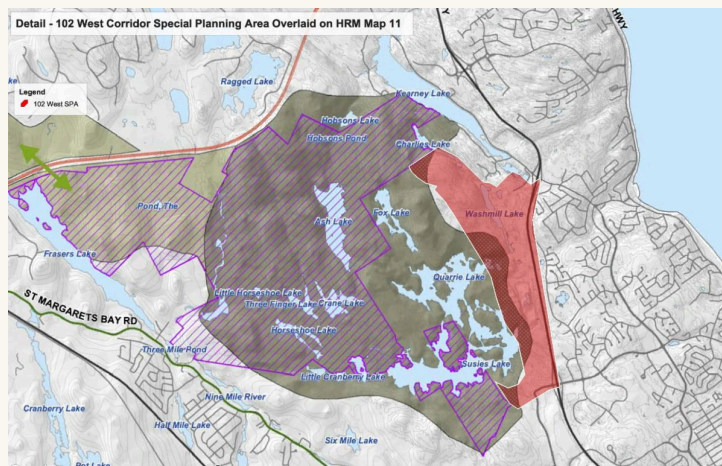 Detail - 102 West Corridor Special Planning Area Overlaid on HRM Map 11
HWY
Legend
102 West SPA
Ragged Lake
Kearney Lake
Hobsons Lake
Hobsons Pond
Charlies Lake
Pond, The
Ash Lake
Fox Lake
Washmill Lake
Frasers Lake
Quarrie Lake
Little Horseshoe Lake
Three Finger Lake
Crane Lake
ST MARGARETS BAY RD
Horseshoe Lake
Three Mile Pond
Susies Lake
Little Cranberry Lake
Nine Mile River
Cranberry Lake
Half Mile Lake
Six Mile Lake